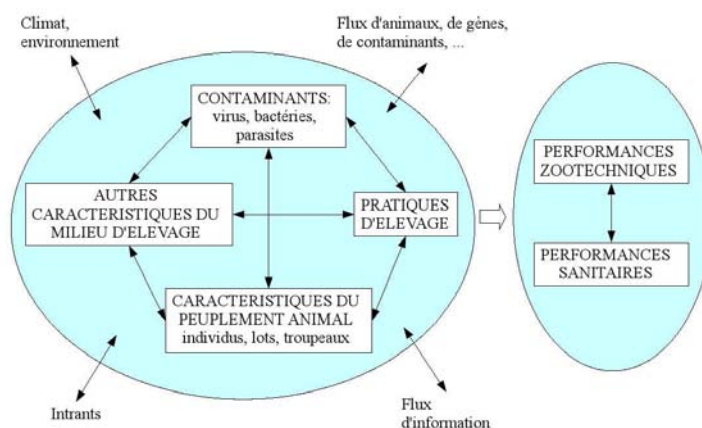 Climat,
environnement
Flux d'animaux, de gènes,
de contaminants, ...
CONTAMINANTS:
virus, bactéries,
parasites
AUTRES
CARACTERISTIQUES DU
MILIEU D'ELEVAGE
PRATIQUES
D'ELEVAGE
CARACTERISTIQUES DU
PEUPLEMENT ANIMAL
individus, lots, troupeaux
Intrants
Flux
d'information
PERFORMANCES
ZOOTECHNIQUES
PERFORMANCES
SANITAIRES